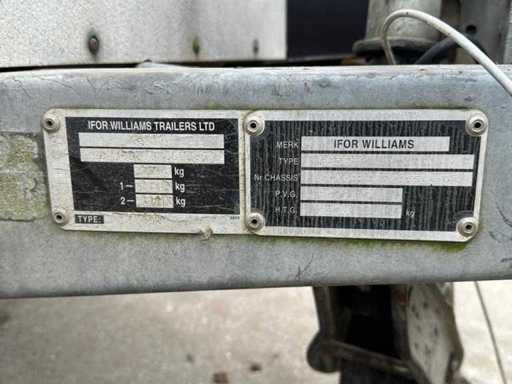 IFOR WILLIAMS TRAILERS LTD
kg
1- kg
2- kg
TYPE:
MERK IFOR WILLIAMS
TYPE
Nr CHASSIS
P.V.G.
H.T.G. kg